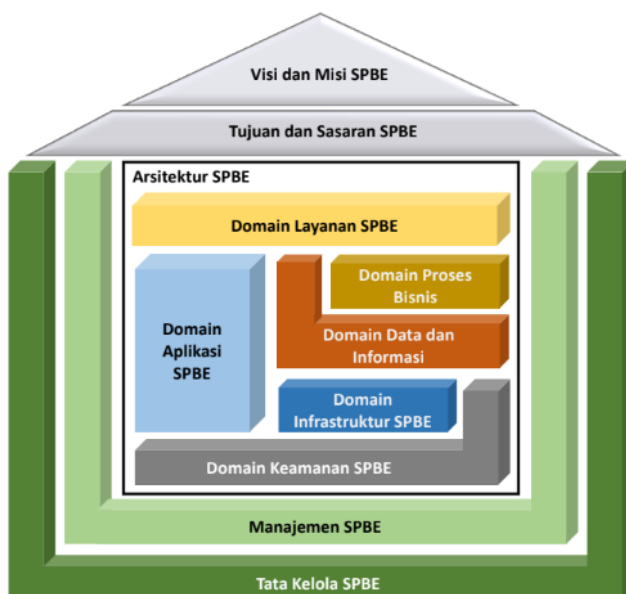 Visi dan Misi SPBE
Tujuan dan Sasaran SPBE
Arsitektur SPBE
Domain Layanan SPBE
Domain
Aplikasi
SPBE
Domain Proses
Bisnis
Domain Data dan
Informasi
Domain
Infrastruktur SPBE
Domain Keamanan SPBE
Manajemen SPBE
Tata Kelola SPBE